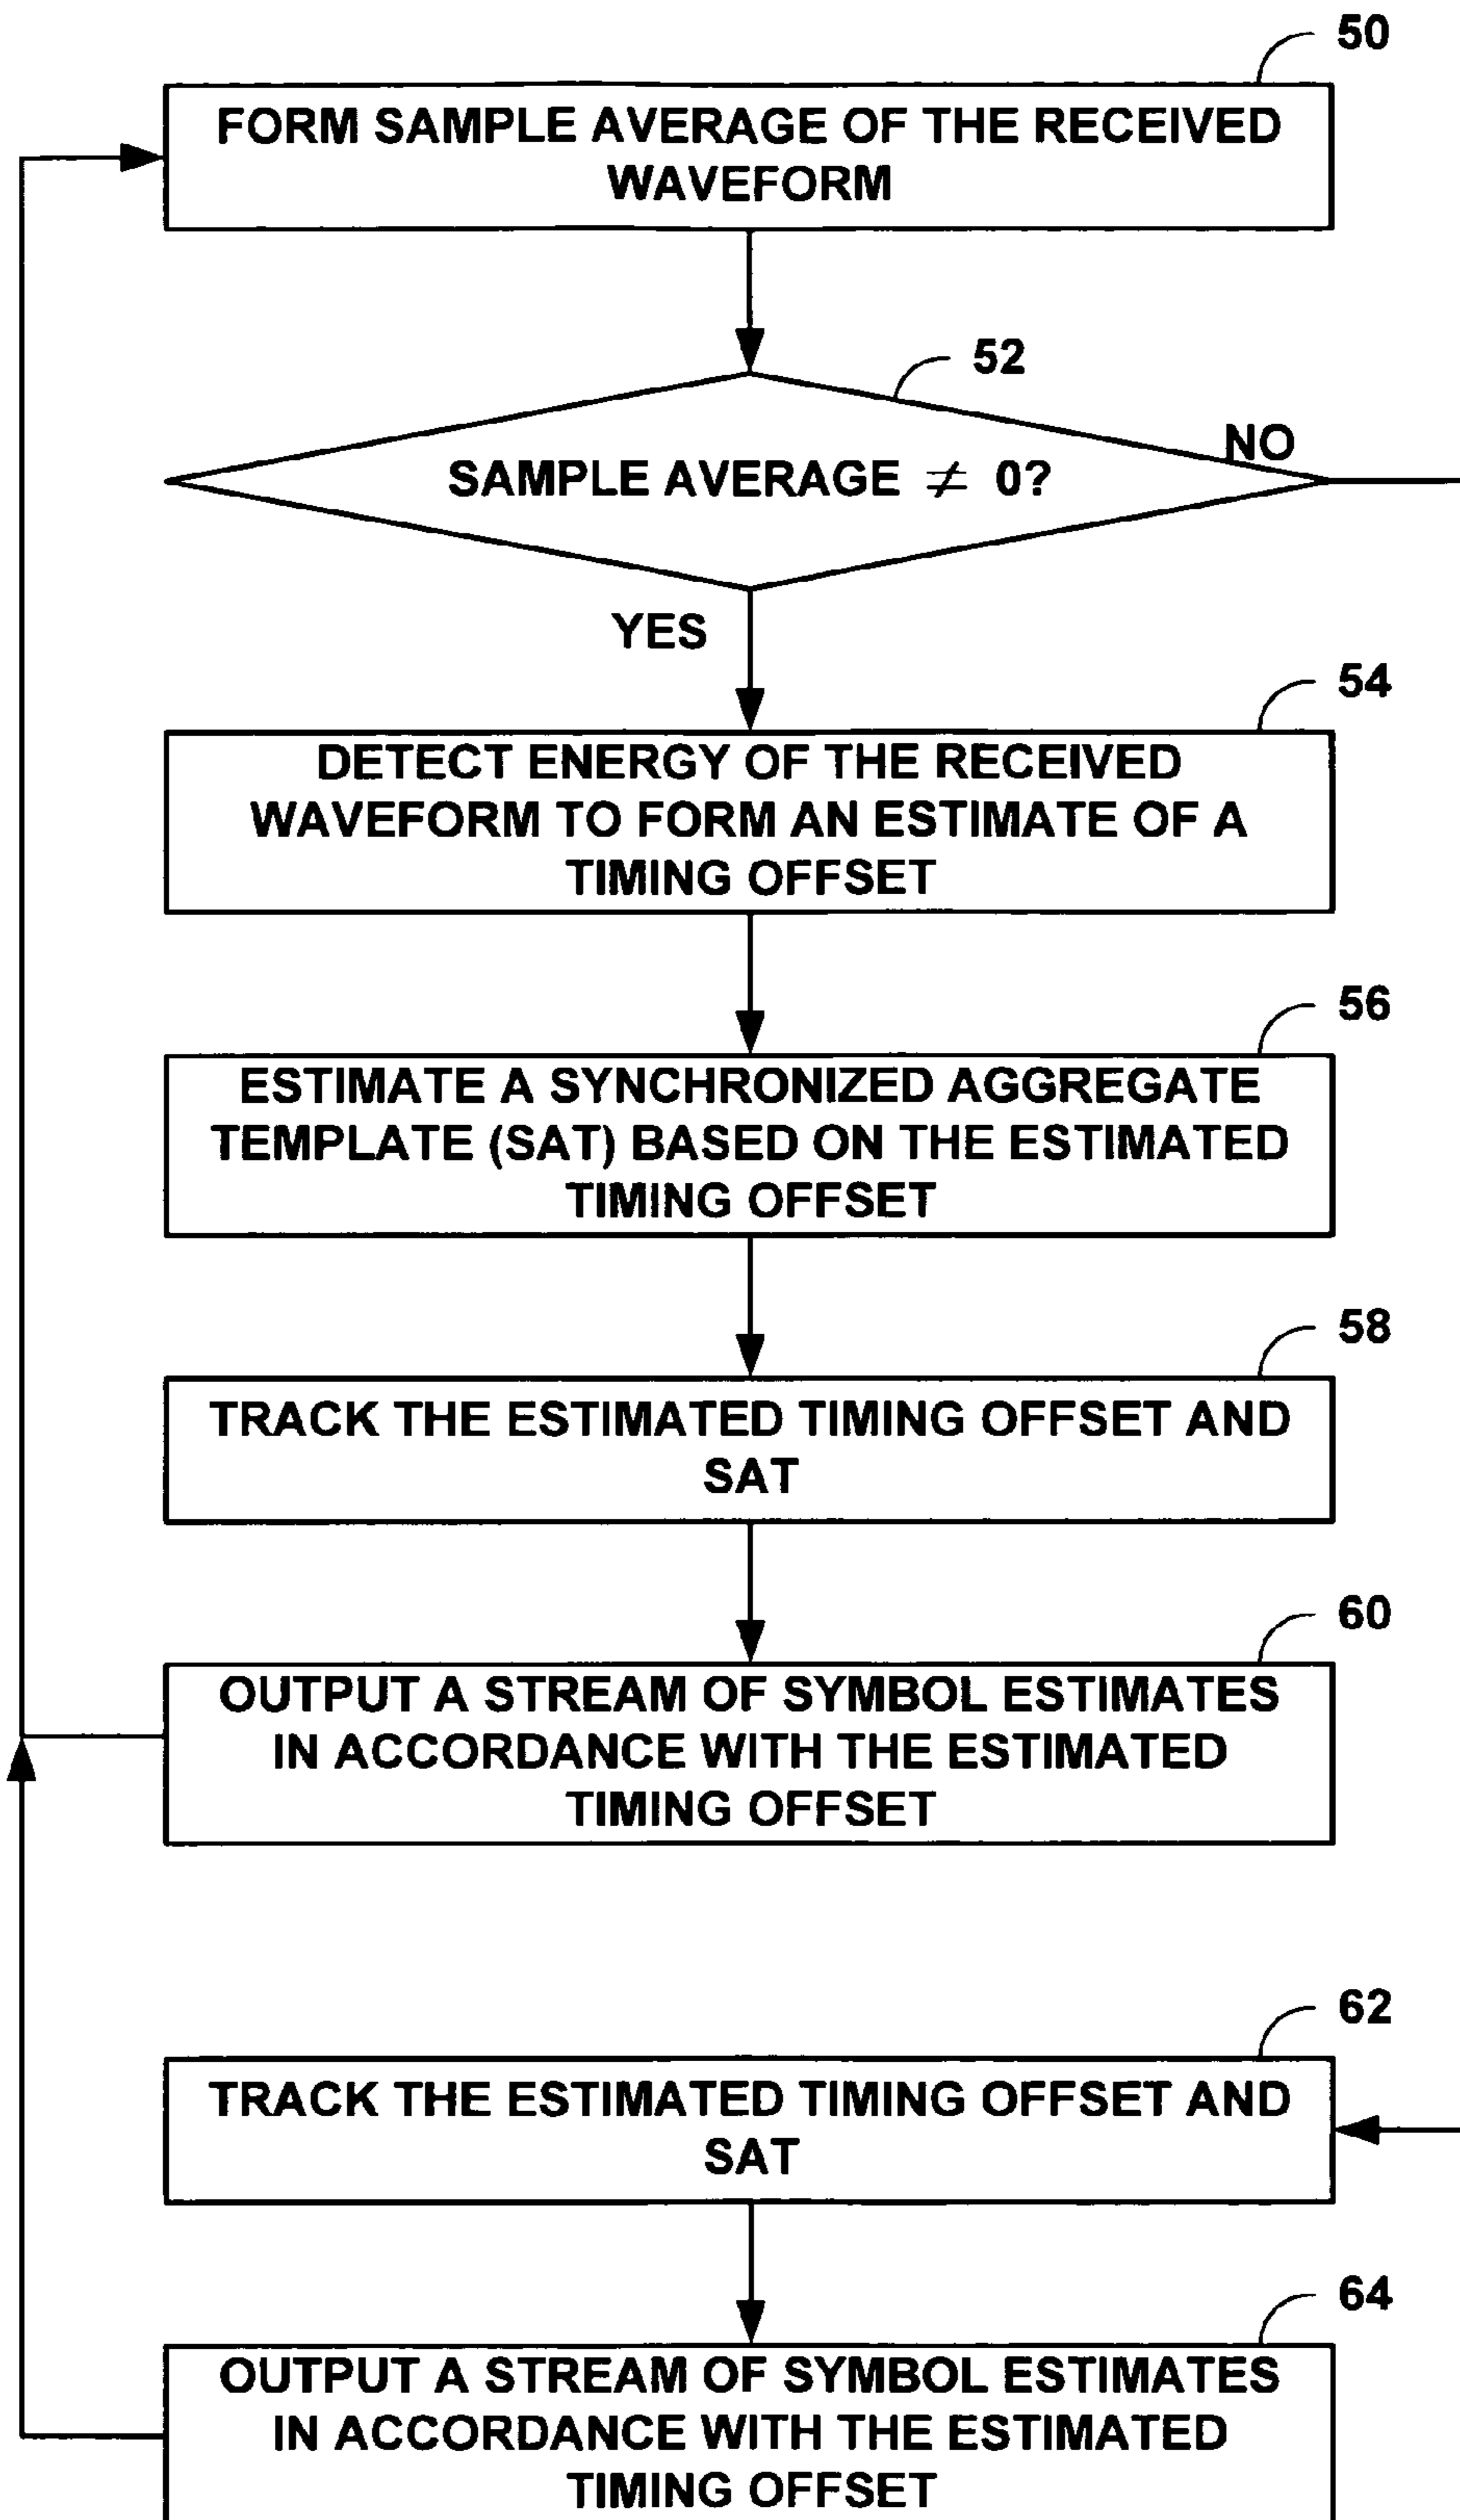 50
FORM SAMPLE AVERAGE OF THE RECEIVED
WAVEFORM
52
NO
SAMPLE AVERAGE ≠ 0?
YES
54
DETECT ENERGY OF THE RECEIVED
WAVEFORM TO FORM AN ESTIMATE OF A
TIMING OFFSET
56
ESTIMATE A SYNCHRONIZED AGGREGATE
TEMPLATE (SAT) BASED ON THE ESTIMATED
TIMING OFFSET
58
TRACK THE ESTIMATED TIMING OFFSET AND
SAT
60
OUTPUT A STREAM OF SYMBOL ESTIMATES
IN ACCORDANCE WITH THE ESTIMATED
TIMING OFFSET
62
TRACK THE ESTIMATED TIMING OFFSET AND
SAT
64
OUTPUT A STREAM OF SYMBOL ESTIMATES
IN ACCORDANCE WITH THE ESTIMATED
TIMING OFFSET